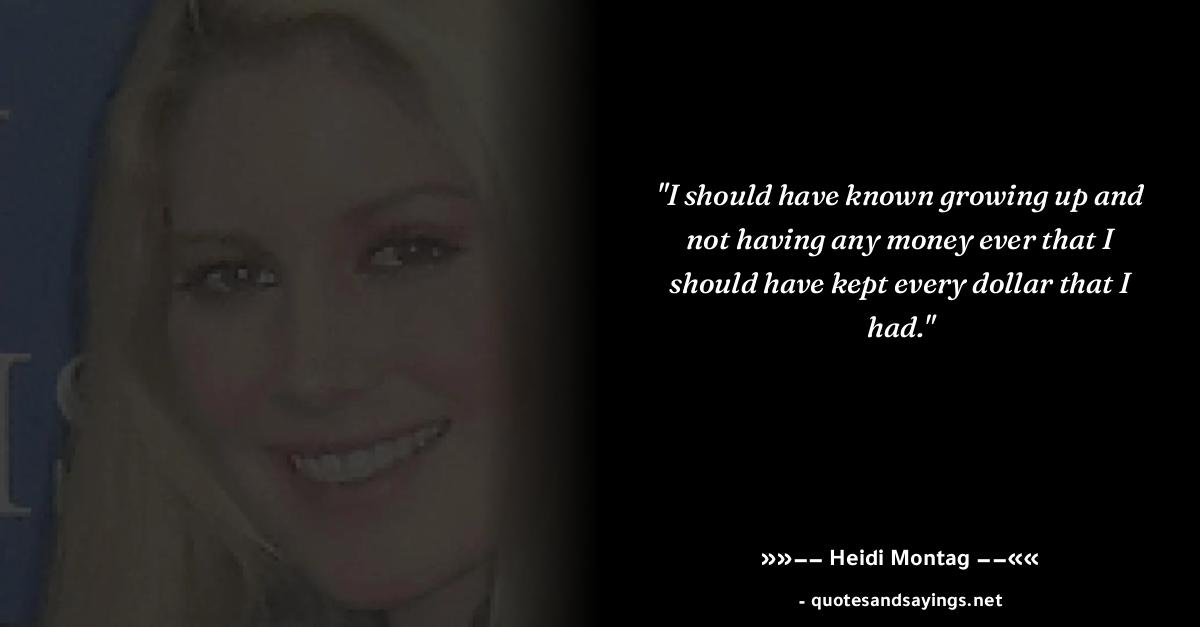 "I should have known growing up and
not having any money ever that I
should have kept every dollar that I
had."
»»–– Heidi Montag ––««
- quotesandsayings.net